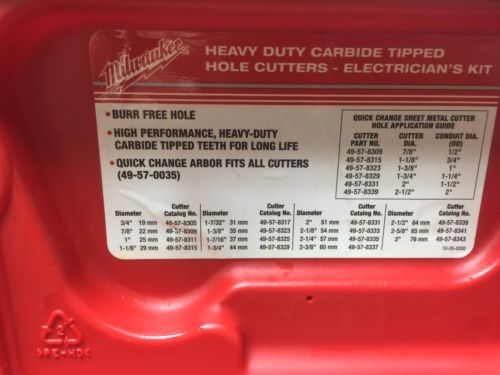 Milwaukee
HEAVY DUTY CARBIDE TIPPED
HOLE CUTTERS - ELECTRICIAN'S KIT
• BURR FREE HOLE
• HIGH PERFORMANCE, HEAVY-DUTY
CARBIDE TIPPED TEETH FOR LONG LIFE
• QUICK CHANGE ARBOR FITS ALL CUTTERS
(49-57-0035)
QUICK CHANGE SHEET METAL CUTTER
HOLE APPLICATION GUIDE
CUTTER PART NO. CUTTER DIA. CONDUIT DIA. (OD)
49-57-8309 7/8" 1/2"
49-57-8315 1-1/8" 3/4"
49-57-8323 1-3/8" 1"
49-57-8329 1-3/4" 1-1/4"
49-57-8331 2" 1-1/2"
49-57-8339 2-1/2" 2"
Diameter Cutter Catalog No. Diameter Cutter Catalog No. Diameter Cutter Catalog No. Diameter Cutter Catalog No.
3/4" 19 mm 49-57-8305 1-7/32" 31 mm 49-57-8317 2" 51 mm 49-57-8331 2-1/2" 64 mm 49-57-8339
7/8" 22 mm 49-57-8309 1-3/8" 35 mm 49-57-8323 2-1/8" 54 mm 49-57-8333 2-5/8" 65 mm 49-57-8341
1" 25 mm 49-57-8311 1-7/16" 37 mm 49-57-8325 2-1/4" 57 mm 49-57-8335 3" 76 mm 49-57-8343
1-1/8" 29 mm 49-57-8315 1-3/4" 44 mm 49-57-8329 2-3/8" 60 mm 49-57-8337
2
>PE-HD<